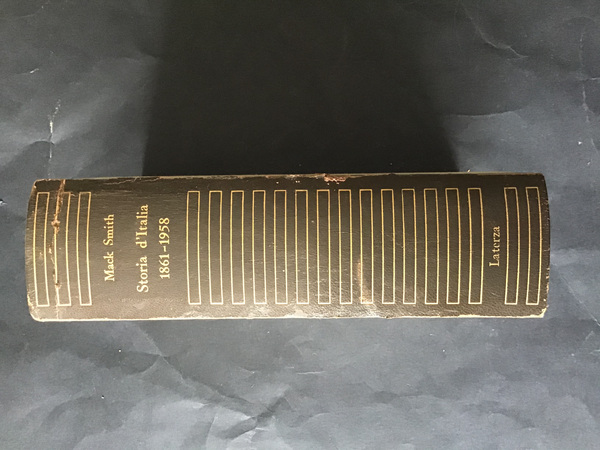 Mack Smith
Storia d'Italia
1861-1958
Laterza